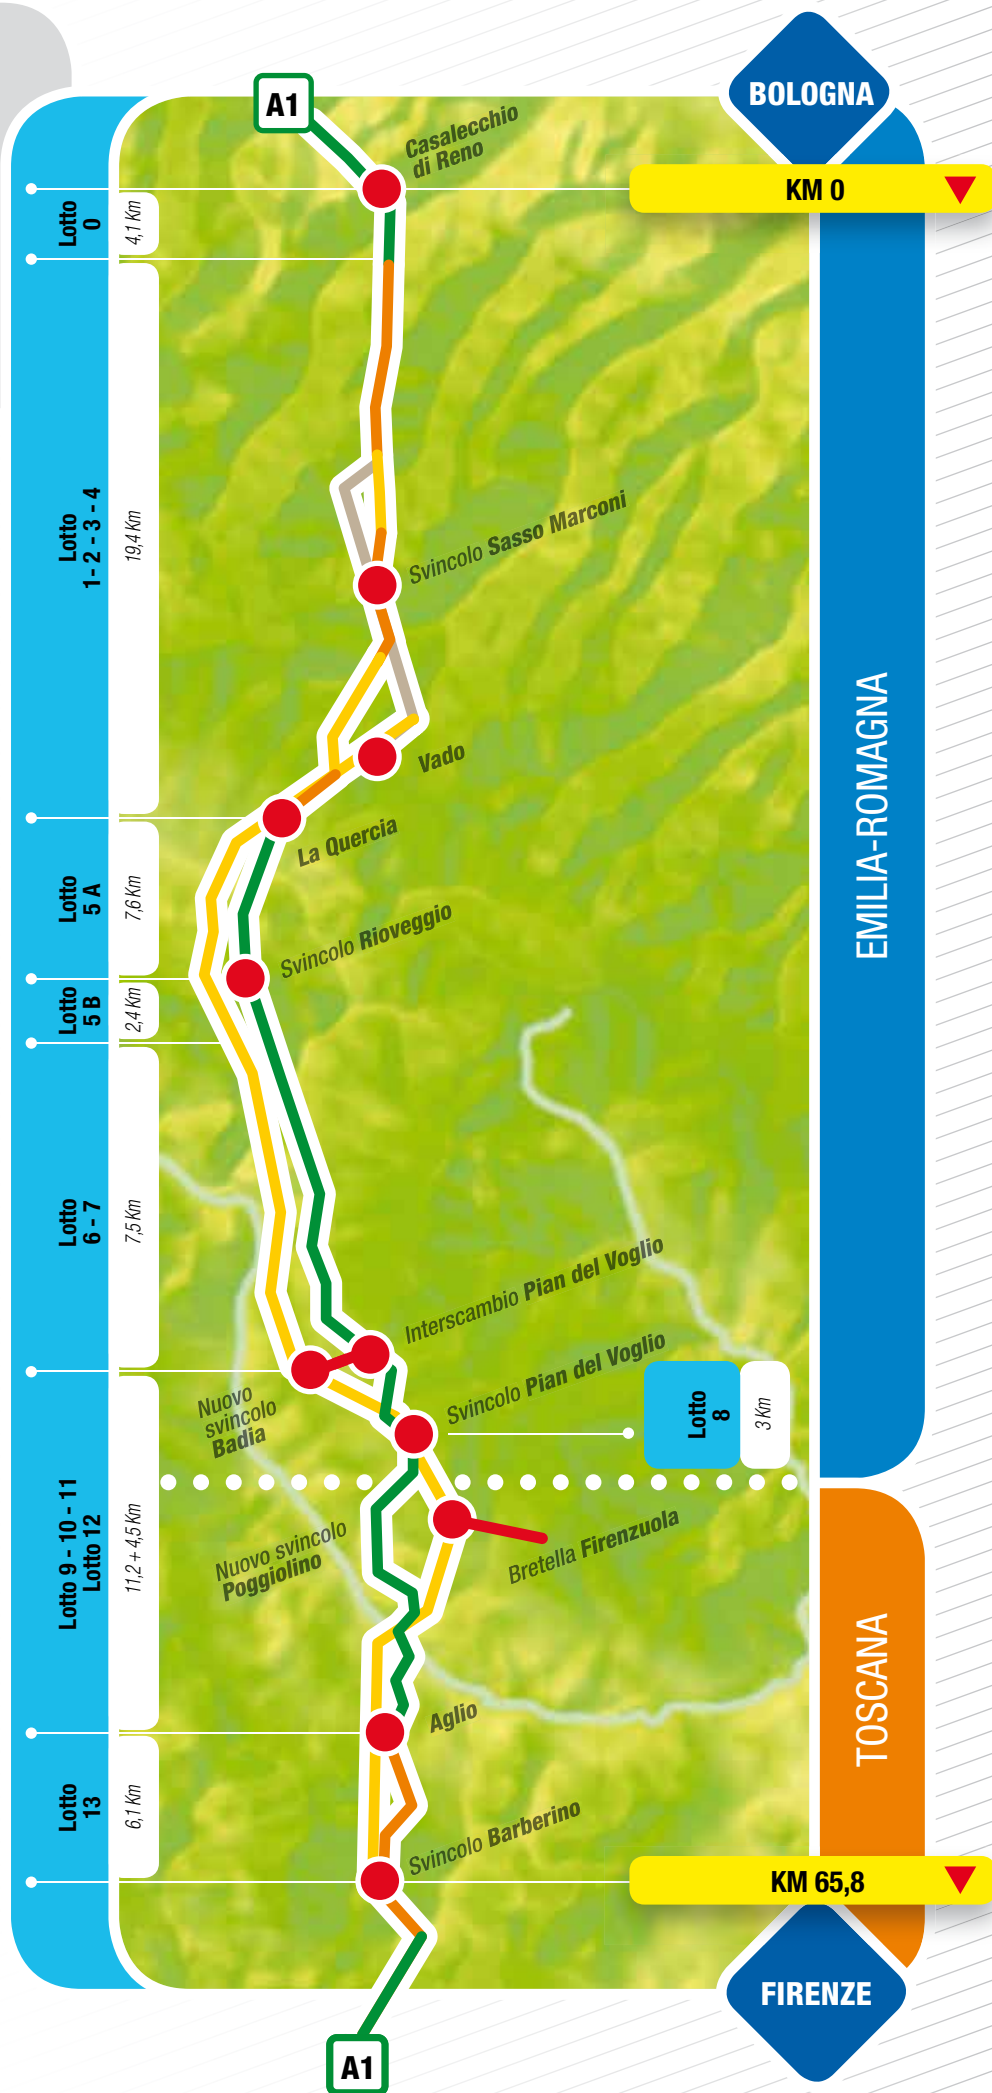 BOLOGNA
A1
Casalecchio
di Reno
KM 0
Lotto
0
4,1 Km
Lotto
1- 2 - 3 - 4
19,4 Km
Svincolo Sasso Marconi
EMILIA-ROMAGNA
Vado
La Quercia
Lotto
5 A
7,6 Km
Svincolo Rioveggio
Lotto
5 B
2,4 Km
Lotto
6 - 7
7,5 Km
Interscambio Pian del Voglio
Svincolo Pian del Voglio
Nuovo
svincolo
Badia
Lotto
8
3 Km
Lotto 9 - 10 - 11
Lotto 12
11,2 + 4,5 Km
Nuovo svincolo
Poggiolino
Bretella Firenzuola
TOSCANA
Aglio
Lotto
13
6,1 Km
Svincolo Barberino
KM 65,8
FIRENZE
A1